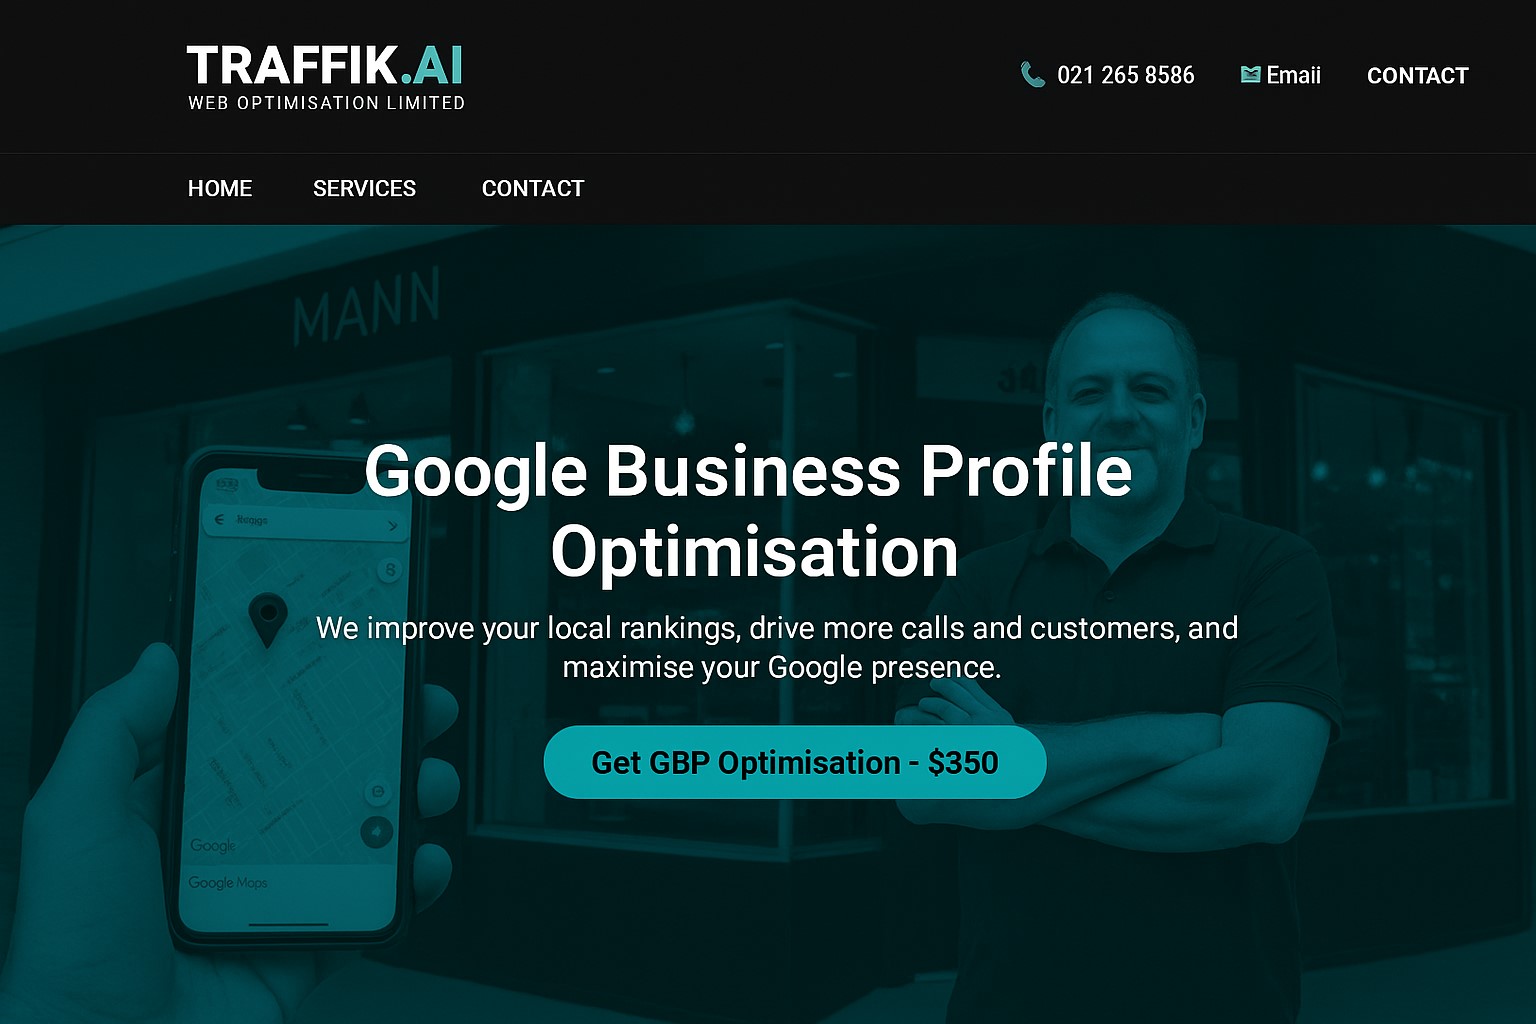 TRAFFIK.AI
WEB OPTIMISATION LIMITED
021 265 8586
Emaii
CONTACT
HOME
SERVICES
CONTACT
MANN
Google Business Profile
Optimisation
We improve your local rankings, drive more calls and customers, and
maximise your Google presence.
Get GBP Optimisation - $350
Google
Google Mops